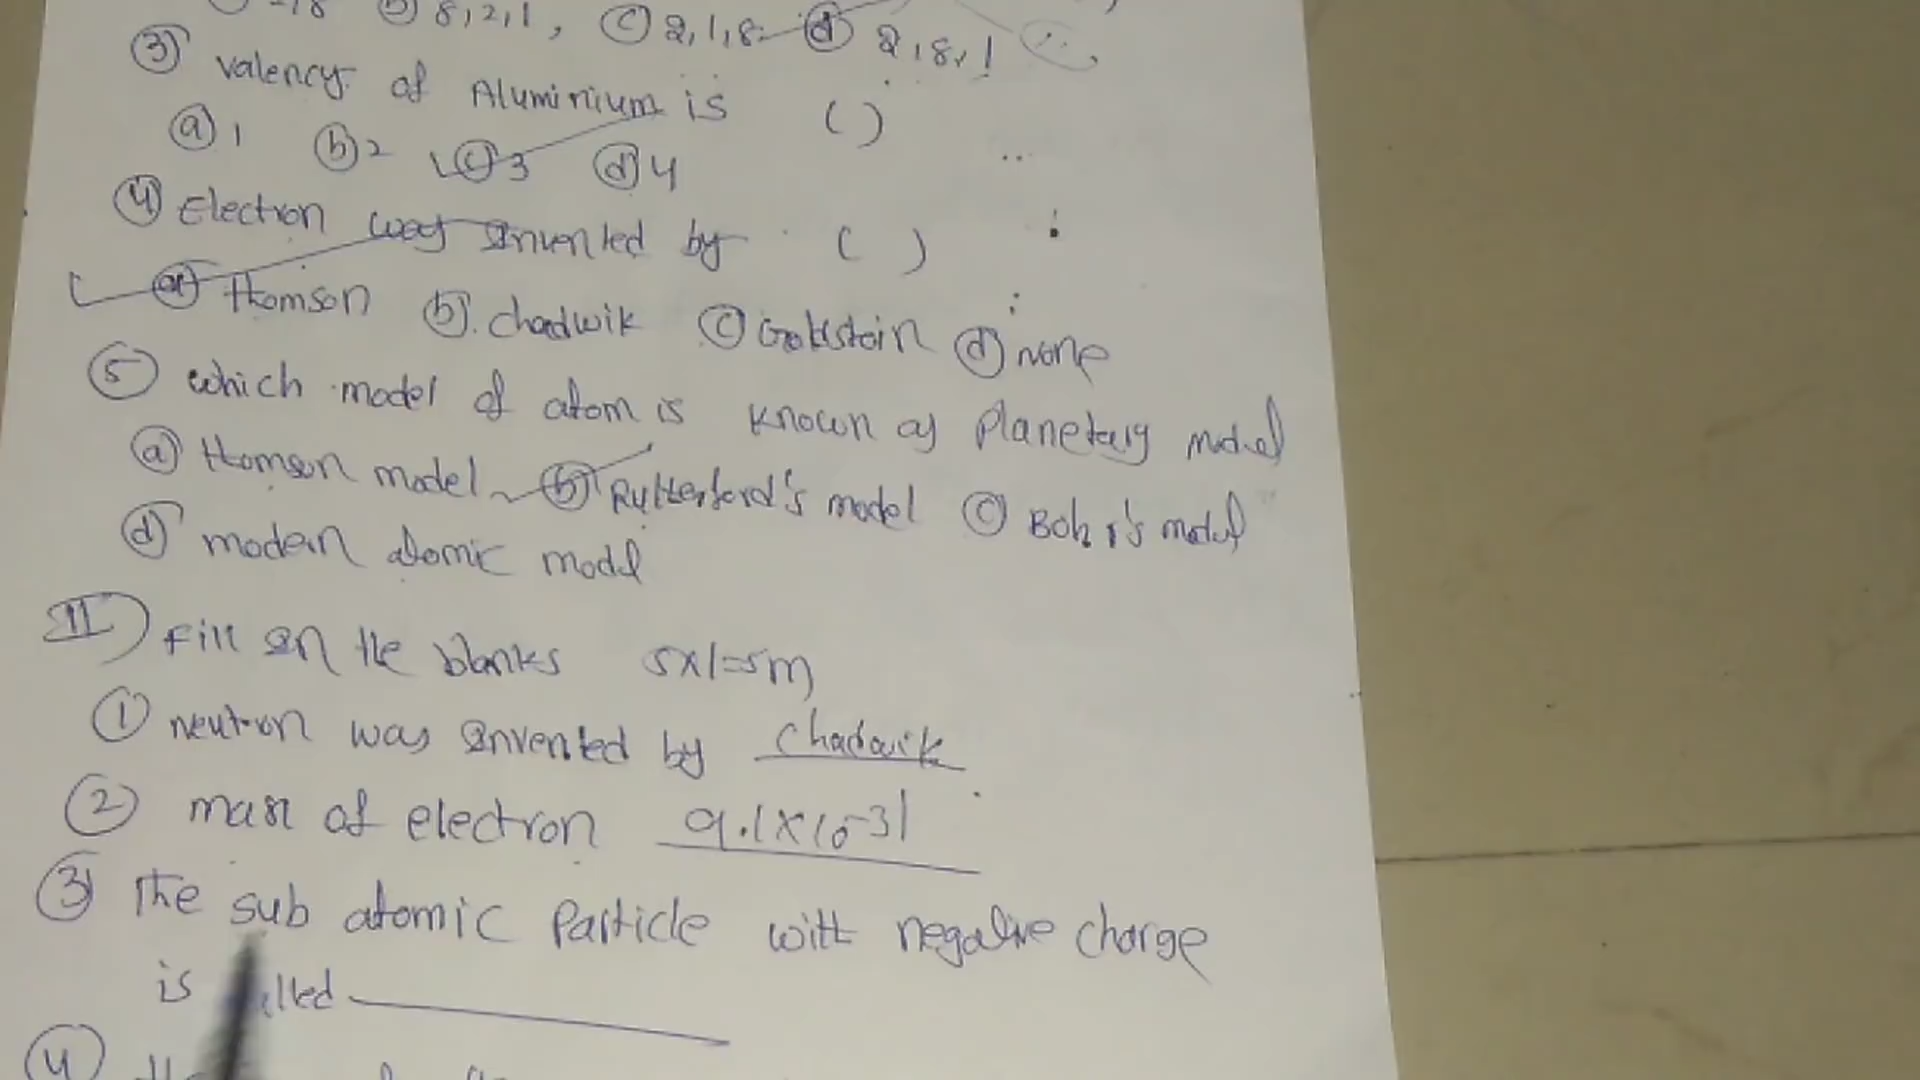 b 8,2,1, c 2,1,8 d 2,8,1
3 valency of Aluminium is ( )
a 1 b 2 c 3 d 4
4 Electron was invented by ( )
a thomson b. chadwik c Goldstein d none
5 which model of atom is known as planetary model
a thomson model b Rutherford's model c Bohr's model
d modern atomic model
II) Fill in the blanks 5x1=5m
1 neutron was invented by chadwik
2 mass of electron 9.1x10-31
3 The sub atomic particle with negative charge
is
4